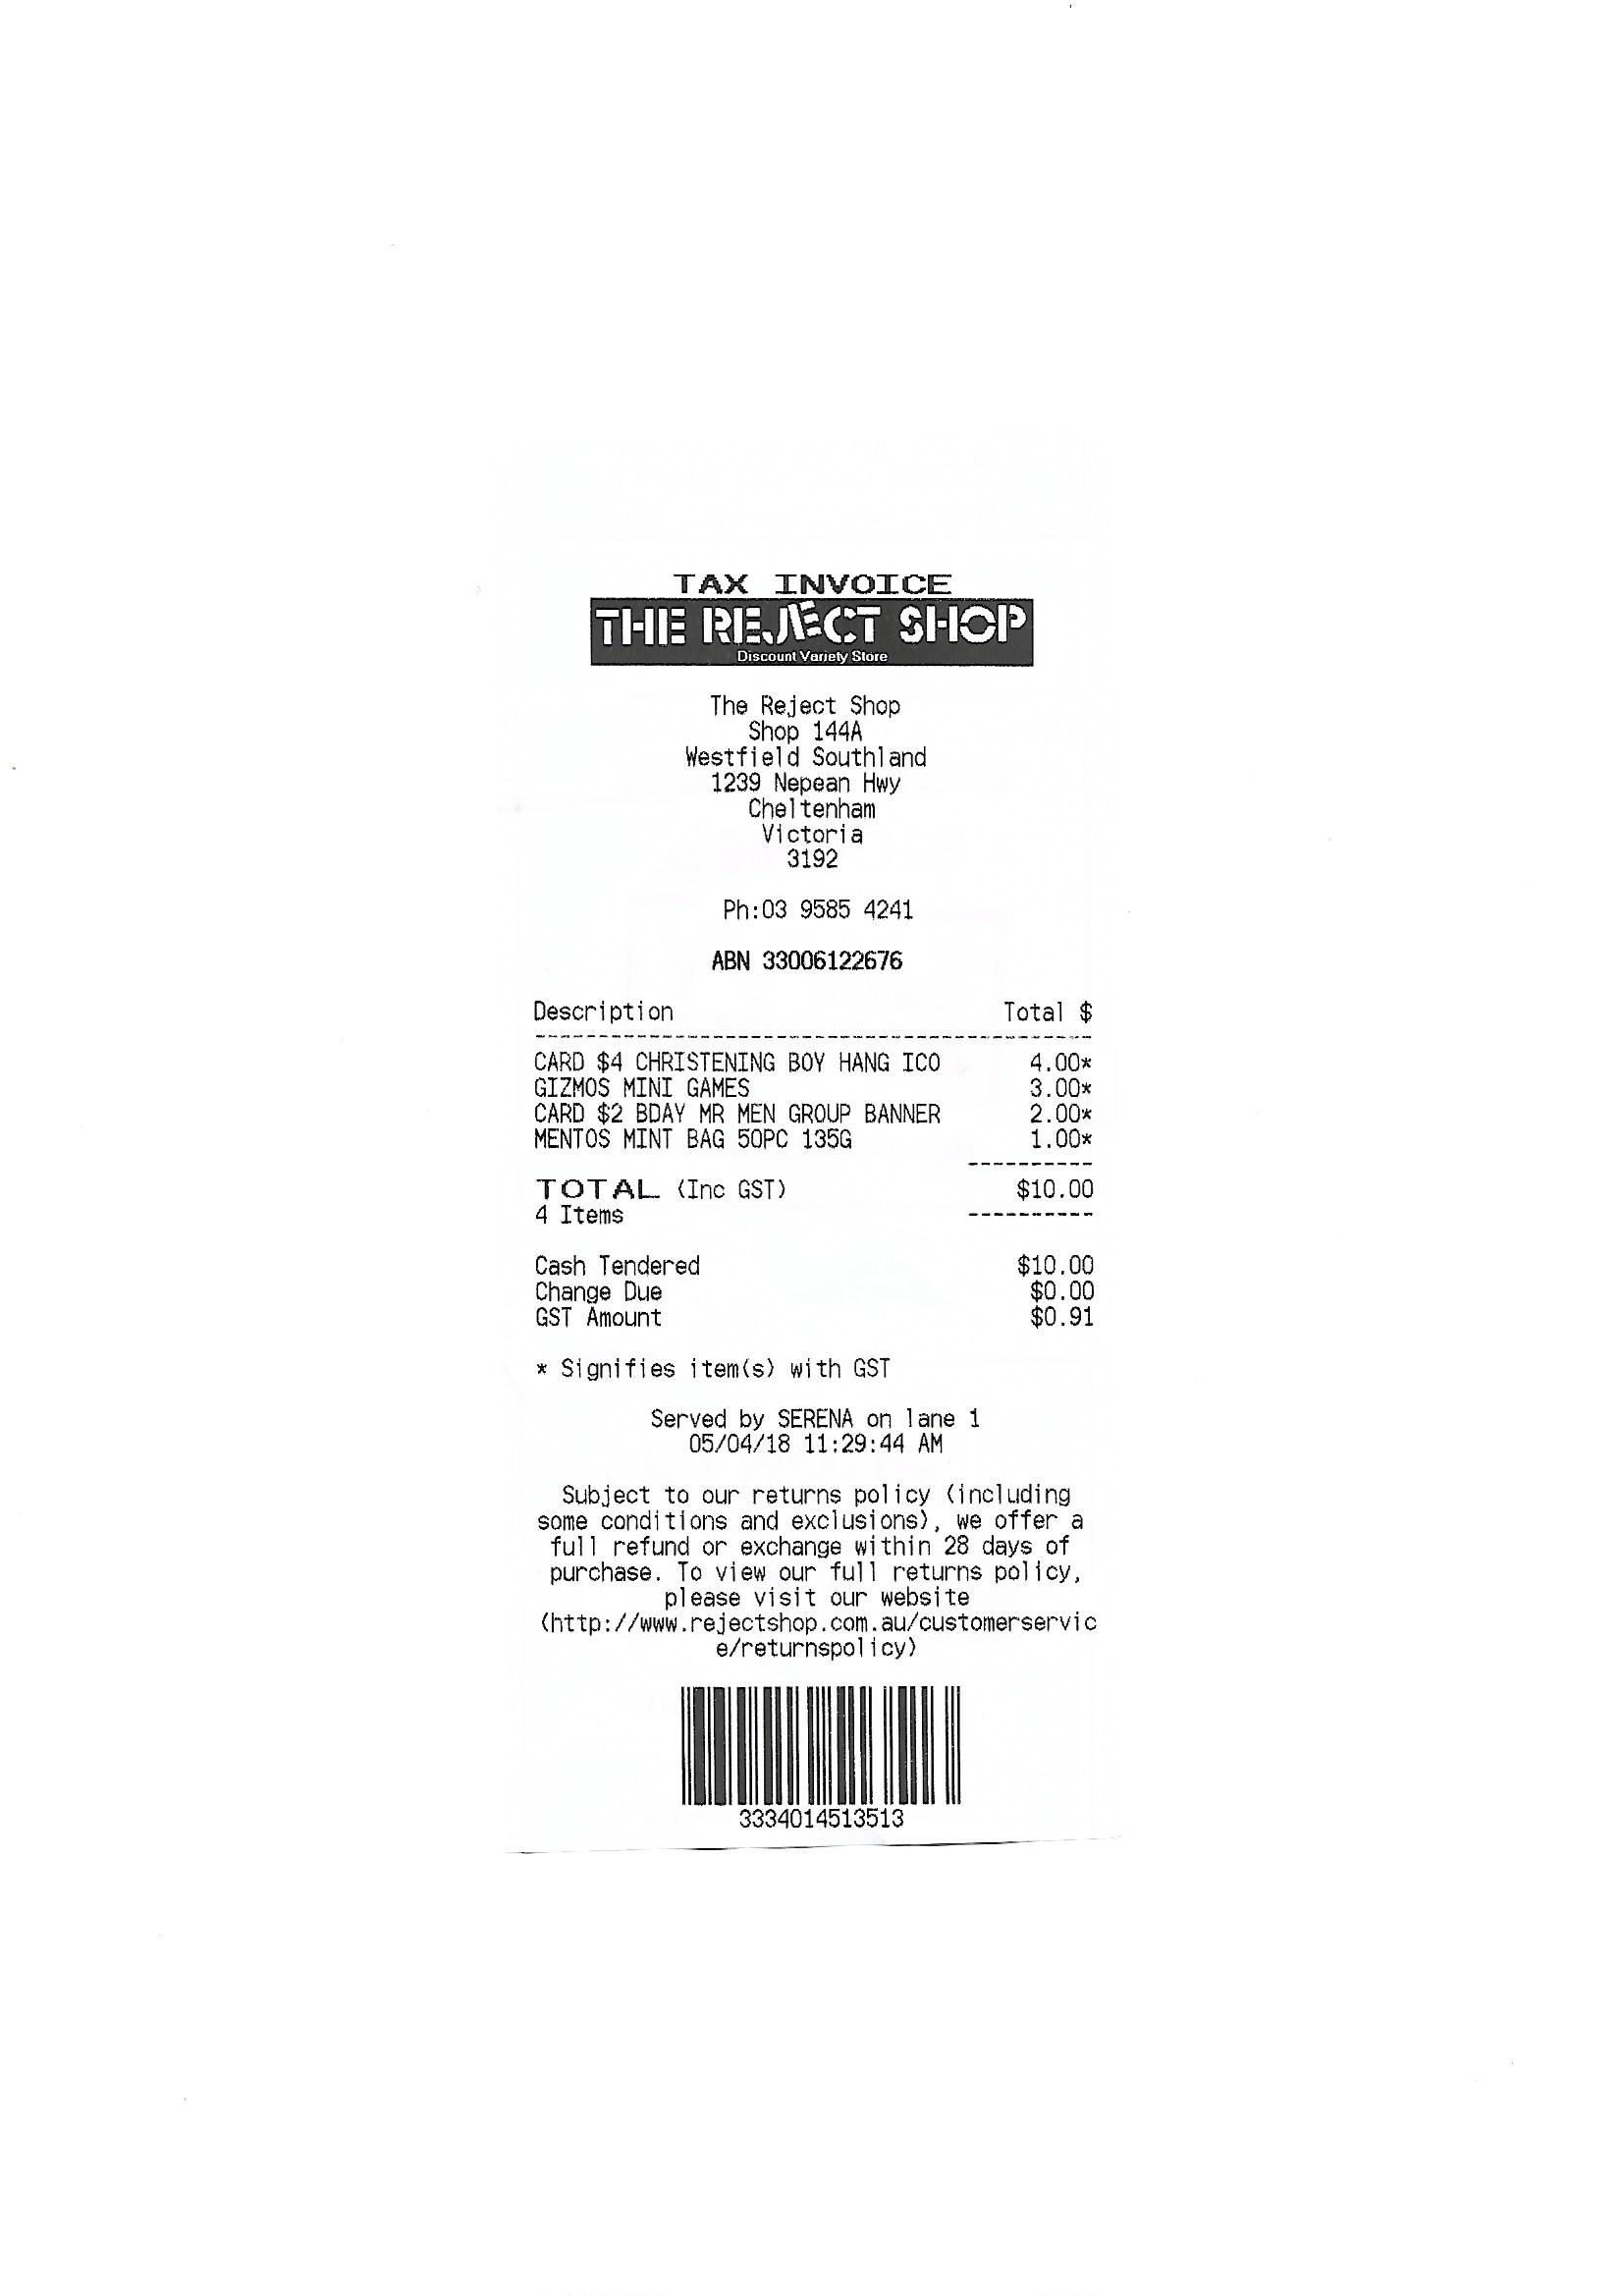 TAX INVOICE
THE REJECT SHOP
Discount Variety Store
The Reject Shop
Shop 144A
Westfield Southland
1239 Nepean Hwy
Cheltenham
Victoria
3192
Ph:03 9585 4241
ABN 33006122676
Description Total $
CARD $4 CHRISTENING BOY HANG ICO 4.00*
GIZMOS MINI GAMES 3.00*
CARD $2 BDAY MR MEN GROUP BANNER 2.00*
MENTOS MINT BAG 50PC 135G 1.00*
TOTAL (Inc GST) $10.00
4 Items
Cash Tendered $10.00
Change Due $0.00
GST Amount $0.91
* Signifies item(s) with GST
Served by SERENA on lane 1
05/04/18 11:29:44 AM
Subject to our returns policy (including
some conditions and exclusions), we offer a
full refund or exchange within 28 days of
purchase. To view our full returns policy,
please visit our website
(http://www.rejectshop.com.au/customerservic
e/returnspolicy)
3334014513513